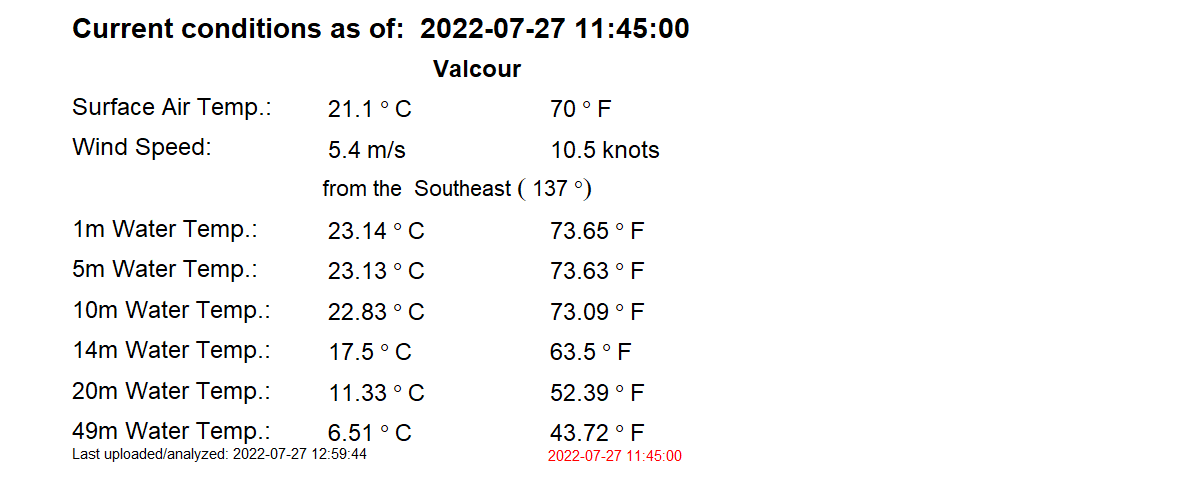 Current conditions as of: 2022-07-27 11:45:00
Valcour
Surface Air Temp.: 21.1 ° C 70 ° F
Wind Speed: 5.4 m/s 10.5 knots
from the Southeast ( 137 °)
1m Water Temp.: 23.14 ° C 73.65 ° F
5m Water Temp.: 23.13 ° C 73.63 ° F
10m Water Temp.: 22.83 ° C 73.09 ° F
14m Water Temp.: 17.5 ° C 63.5 ° F
20m Water Temp.: 11.33 ° C 52.39 ° F
49m Water Temp.: 6.51 ° C 43.72 ° F
Last uploaded/analyzed: 2022-07-27 12:59:44 2022-07-27 11:45:00